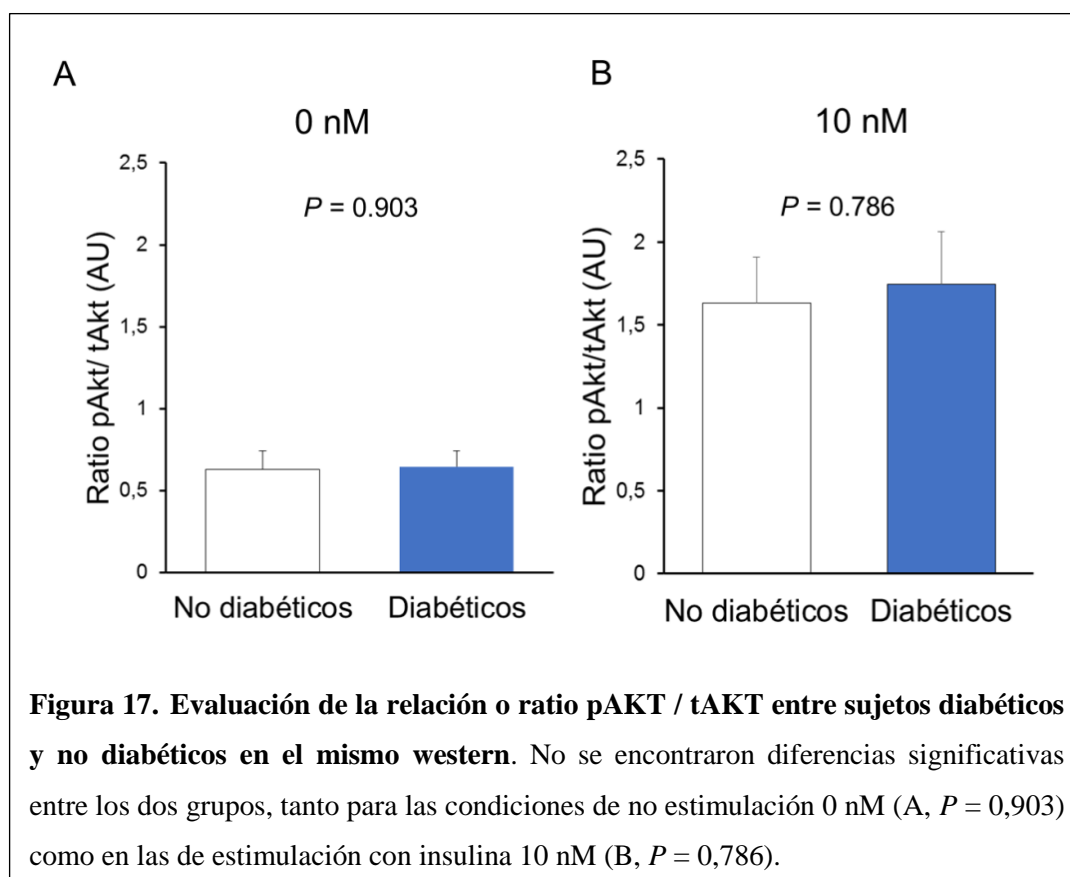 A
0 nM
2,5
2
1,5
1
0,5
0
Ratio pAkt/ tAkt (AU)
P = 0.903
No diabéticos
Diabéticos
B
10 nM
2,5
2
1,5
1
0,5
0
Ratio pAkt/tAkt (AU)
P = 0.786
No diabéticos
Diabéticos
Figura 17. Evaluación de la relación o ratio pAKT / tAKT entre sujetos diabéticos
y no diabéticos en el mismo western. No se encontraron diferencias significativas
entre los dos grupos, tanto para las condiciones de no estimulación 0 nM (A, P = 0,903)
como en las de estimulación con insulina 10 nM (B, P = 0,786).